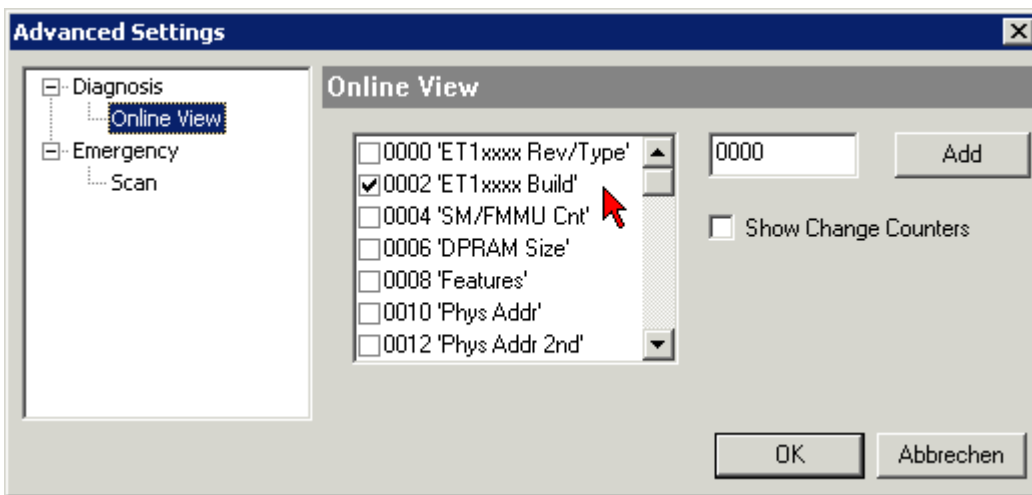 Advanced Settings
Diagnosis
Online View
Emergency
Scan
Online View
0000 'ET1xxxx Rev/Type'
0002 'ET1xxxx Build'
0004 'SM/FMMU Cnt'
0006 'DPRAM Size'
0008 'Features'
0010 'Phys Addr'
0012 'Phys Addr 2nd'
0000
Add
Show Change Counters
OK
Abbrechen